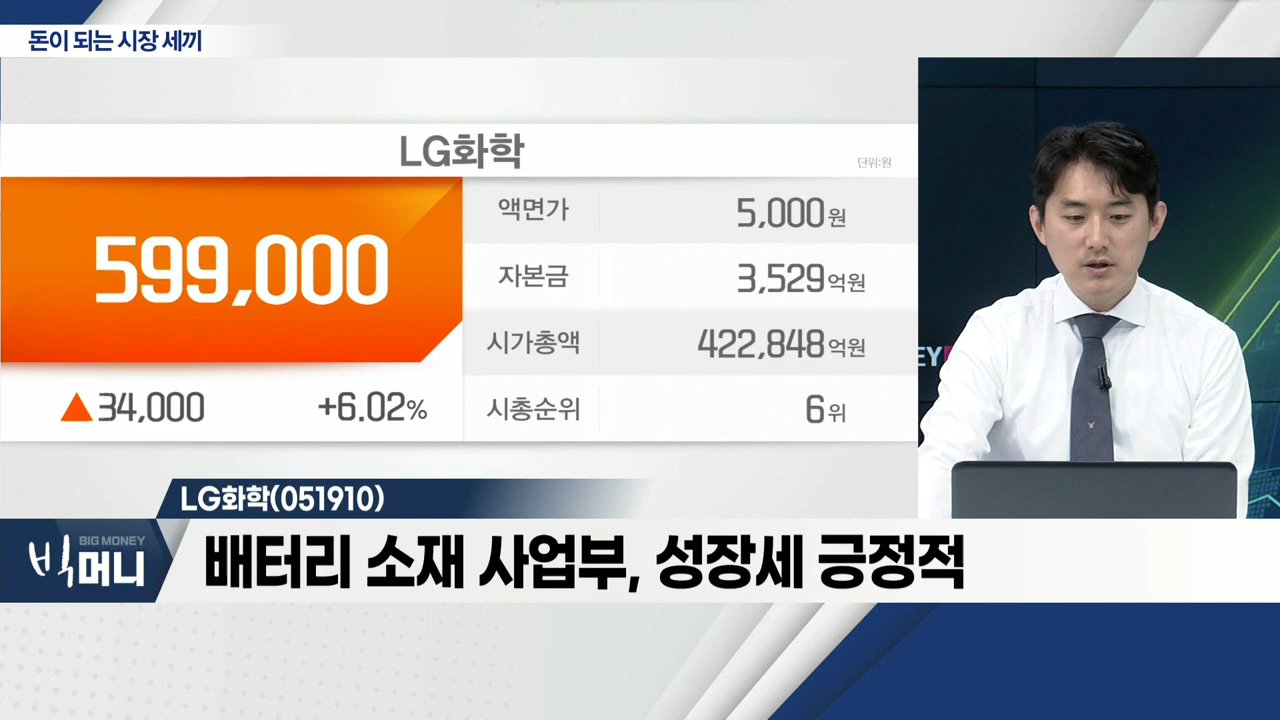 돈이 되는 시장 세끼
LG화학
단위:원
599,000
▲34,000 +6.02%
액면가 5,000원
자본금 3,529억원
시가총액 422,848억원
시총순위 6위
EY
LG화학(051910)
BIG MONEY
빅머니
배터리 소재 사업부, 성장세 긍정적